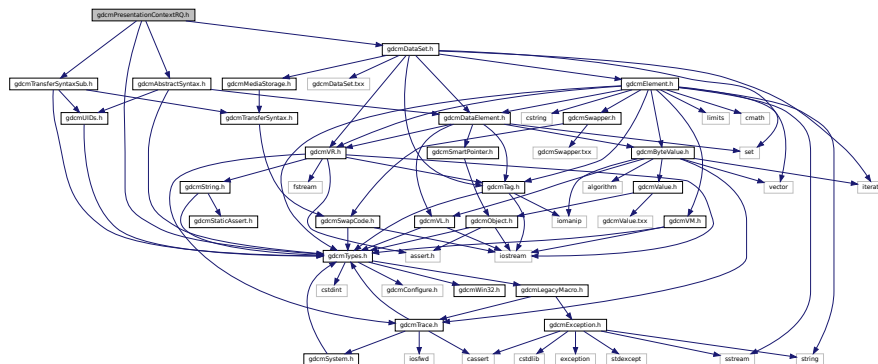 gdcmPresentationContextRQ.h
gdcmDataSet.h
gdcmTransferSyntaxSub.h
gdcmAbstractSyntax.h
gdcmMediaStorage.h
gdcmDataSet.txx
gdcmElement.h
gdcmUIDs.h
gdcmTransferSyntax.h
gdcmDataElement.h
cstring
gdcmSwapper.h
limits
cmath
gdcmVR.h
gdcmSmartPointer.h
gdcmSwapper.txx
gdcmByteValue.h
set
gdcmString.h
fstream
gdcmTag.h
algorithm
gdcmValue.h
vector
gdcmStaticAssert.h
gdcmSwapCode.h
gdcmVL.h
gdcmObject.h
iomanip
gdcmValue.txx
gdcmVM.h
gdcmTypes.h
assert.h
iostream
cstdint
gdcmConfigure.h
gdcmWin32.h
gdcmLegacyMacro.h
gdcmTrace.h
gdcmException.h
gdcmSystem.h
iosfwd
cassert
cstdlib
exception
stdexcept
sstream
string